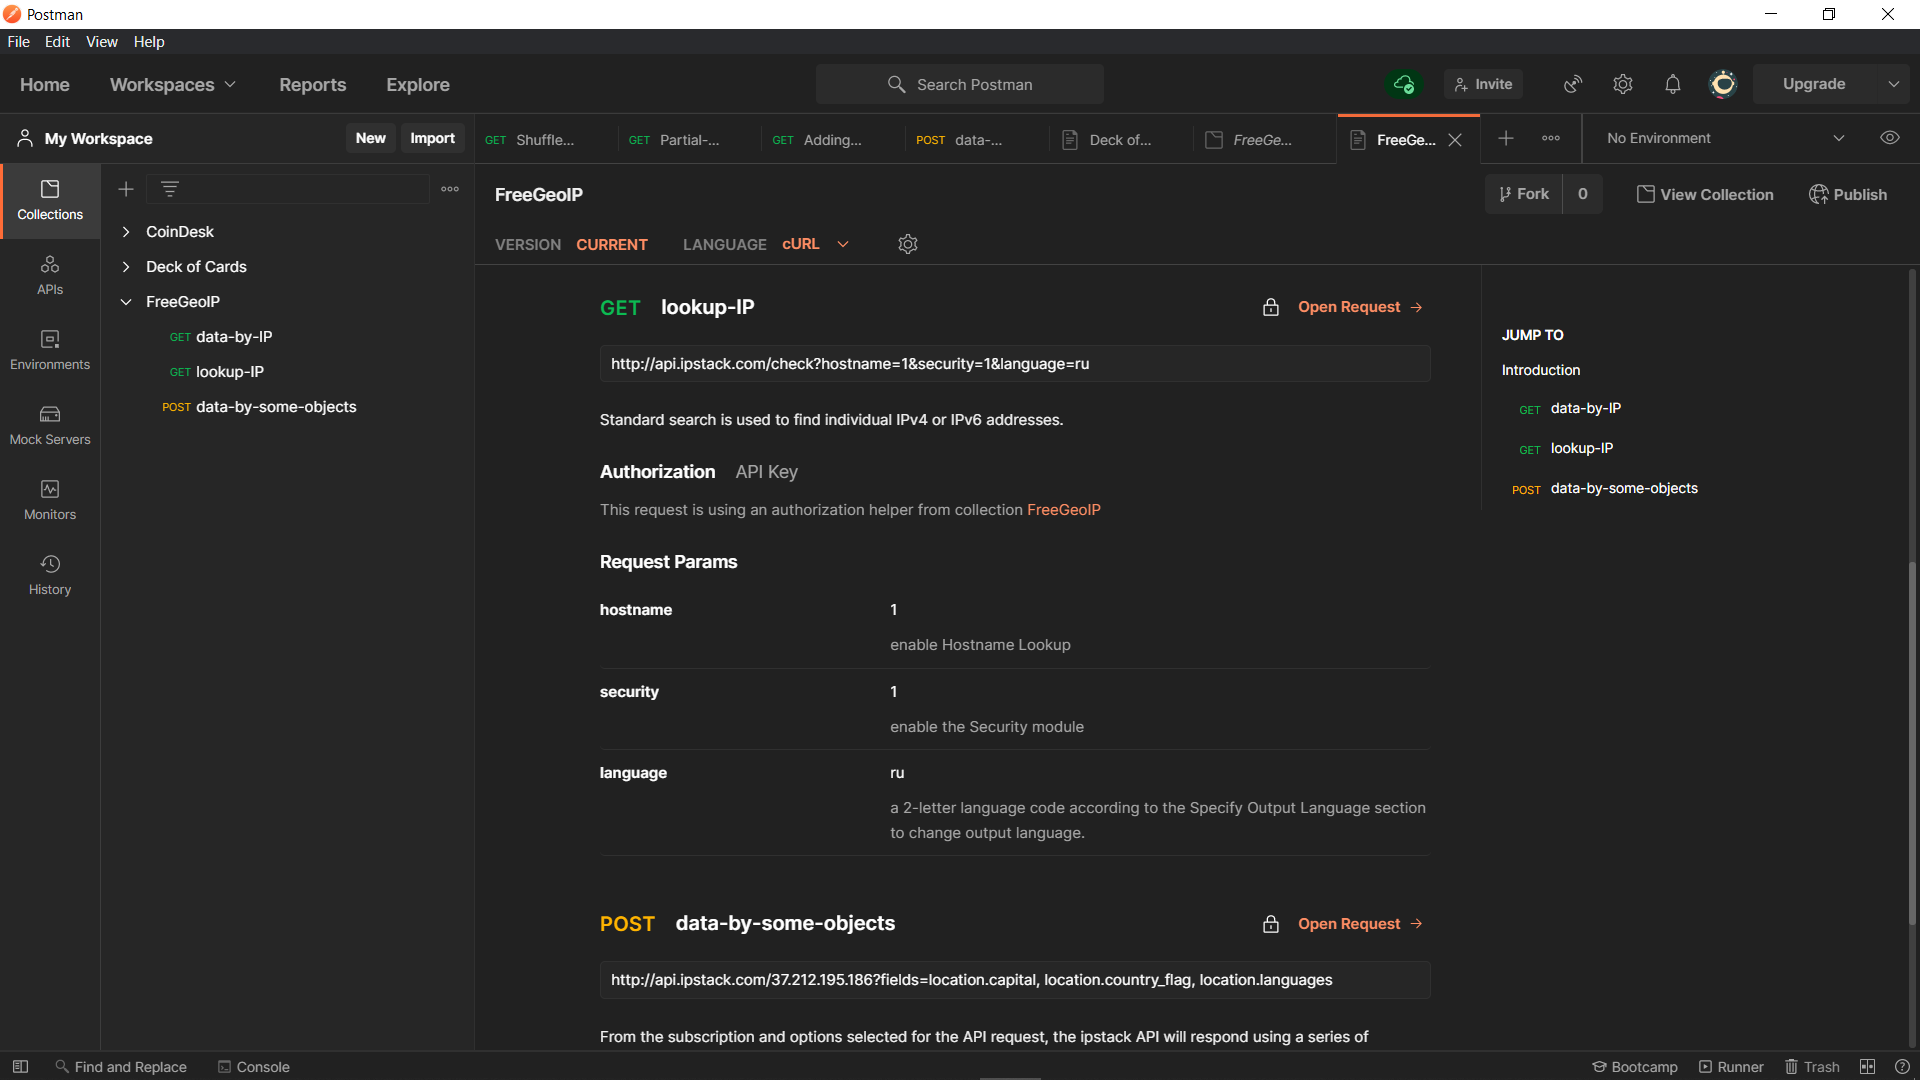 Postman
File Edit View Help
Home Workspaces Reports Explore Search Postman Invite Upgrade
My Workspace New Import
GET Shuffle... GET Partial-... GET Adding... POST data-... Deck of... FreeGe... FreeGe... No Environment
Collections
APIs
Environments
Mock Servers
Monitors
History
CoinDesk
Deck of Cards
FreeGeoIP
GET data-by-IP
GET lookup-IP
POST data-by-some-objects
FreeGeoIP Fork 0 View Collection Publish
VERSION CURRENT LANGUAGE cURL
GET lookup-IP Open Request →
http://api.ipstack.com/check?hostname=1&security=1&language=ru
Standard search is used to find individual IPv4 or IPv6 addresses.
Authorization API Key
This request is using an authorization helper from collection FreeGeoIP
Request Params
hostname 1
enable Hostname Lookup
security 1
enable the Security module
language ru
a 2-letter language code according to the Specify Output Language section
to change output language.
POST data-by-some-objects Open Request →
http://api.ipstack.com/37.212.195.186?fields=location.capital, location.country_flag, location.languages
From the subscription and options selected for the API request, the ipstack API will respond using a series of
JUMP TO
Introduction
GET data-by-IP
GET lookup-IP
POST data-by-some-objects
Find and Replace Console Bootcamp Runner Trash